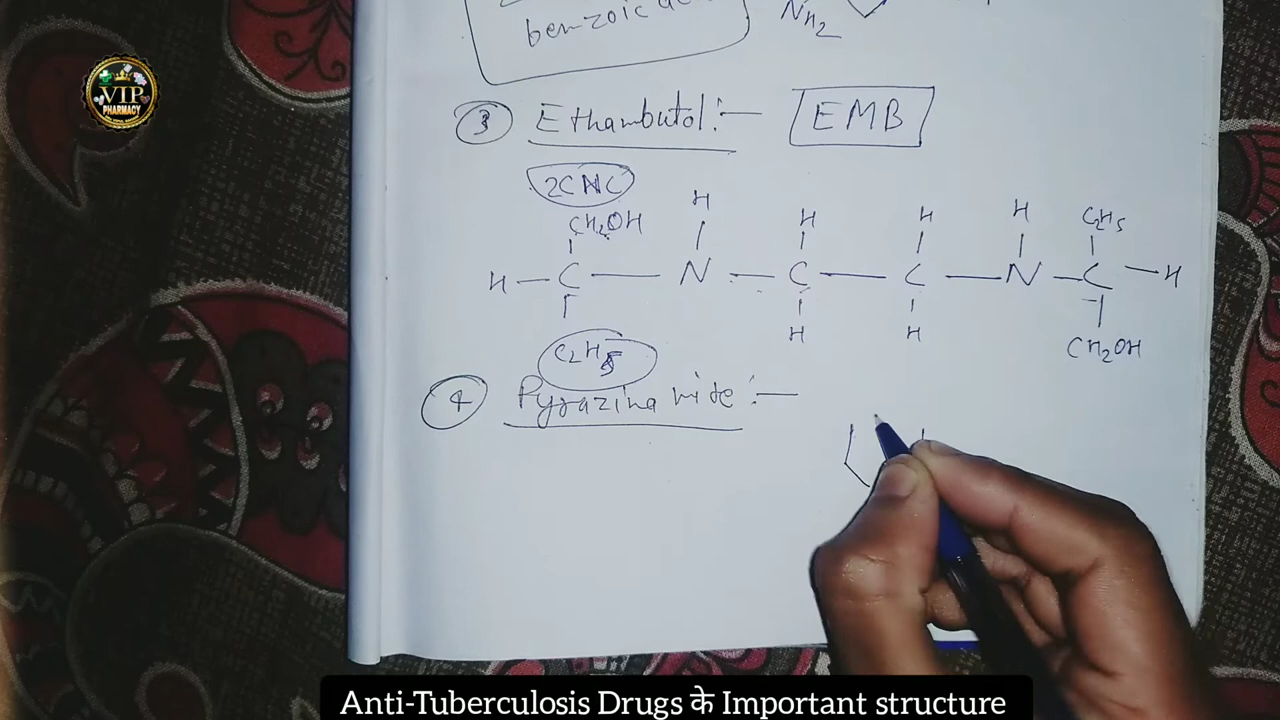 benzoic
NH2
3 Ethambutol:— EMB
2CNC
CH2OH H H H H C2H5
H — C — N — C — C — N — C — H
H H CH2OH
C2H5
4 Pyrazinamide:—
VIP
PHARMACY
Anti-Tuberculosis Drugs के Important structure